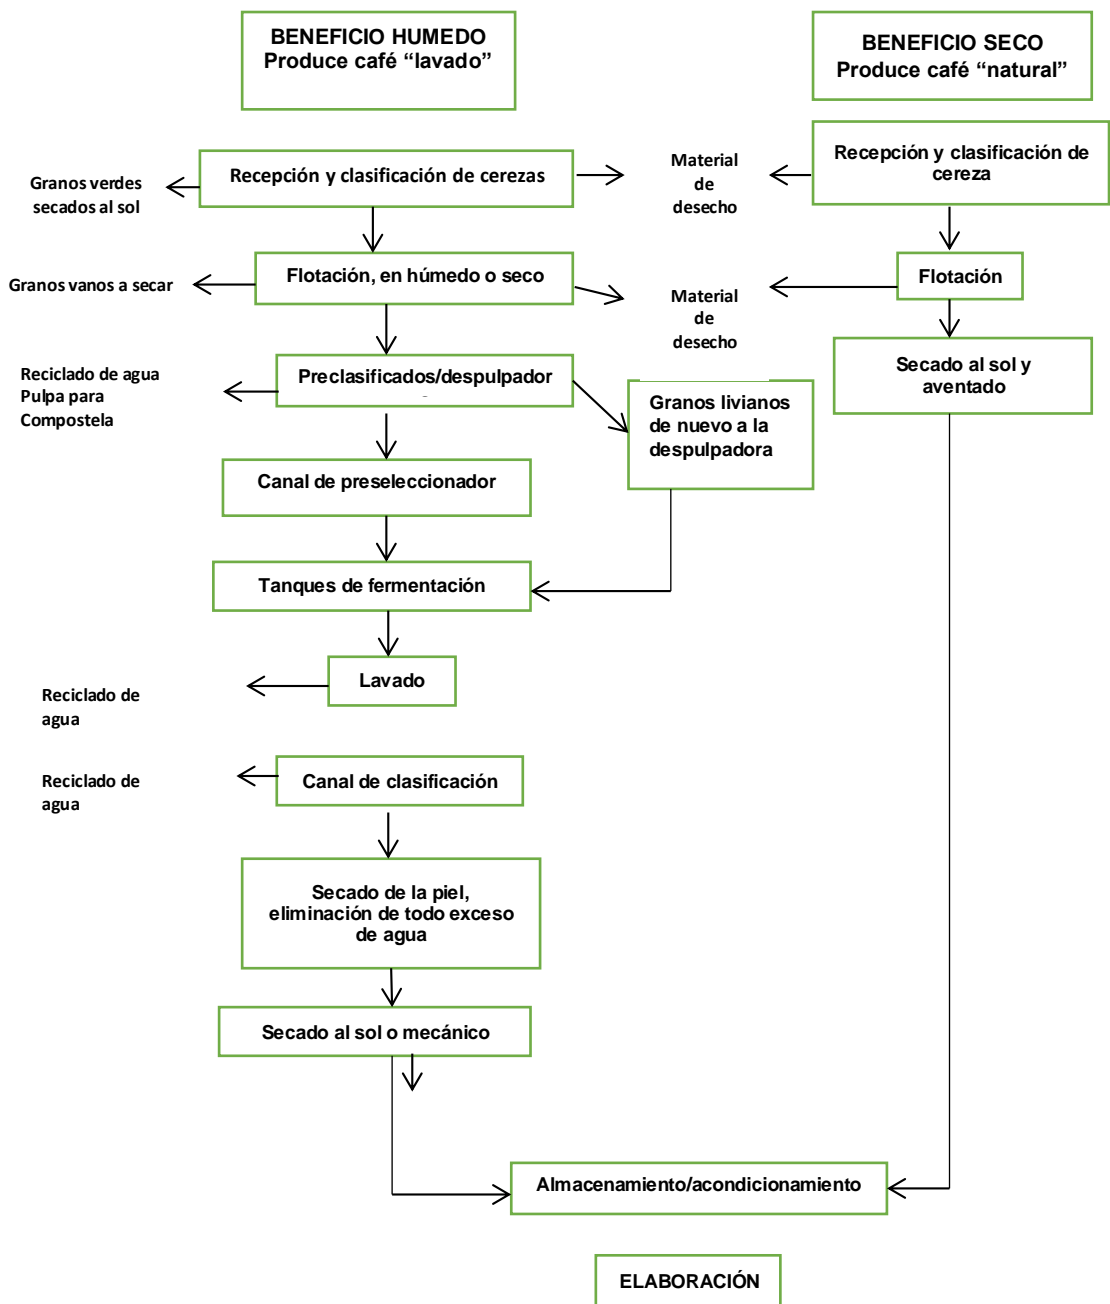 BENEFICIO HUMEDO
Produce café “lavado”
BENEFICIO SECO
Produce café “natural”
Granos verdes
secados al sol
Recepción y clasificación de cerezas
Material
de
desecho
Recepción y clasificación de
cereza
Granos vanos a secar
Flotación, en húmedo o seco
Material
de
desecho
Flotación
Reciclado de agua
Pulpa para
Compostela
Preclasificados/despulpador
Granos livianos
de nuevo a la
despulpadora
Secado al sol y
aventado
Canal de preseleccionador
Tanques de fermentación
Lavado
Reciclado de
agua
Reciclado de
agua
Canal de clasificación
Secado de la piel,
eliminación de todo exceso
de agua
Secado al sol o mecánico
Almacenamiento/acondicionamiento
ELABORACIÓN